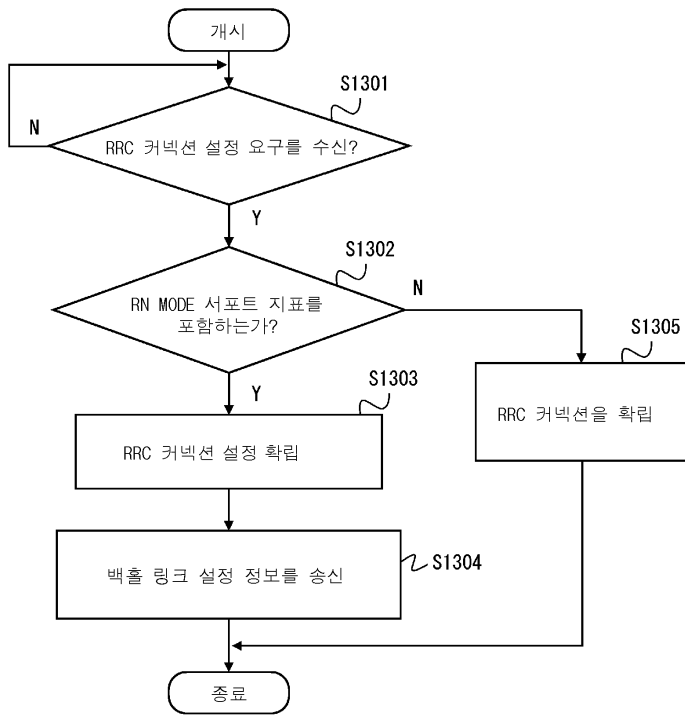 개시
S1301
N
RRC 커넥션 설정 요구를 수신?
Y
S1302
N
RN MODE 서포트 지표를
포함하는가?
S1305
Y
S1303
RRC 커넥션을 확립
RRC 커넥션 설정 확립
백홀 링크 설정 정보를 송신
S1304
종료